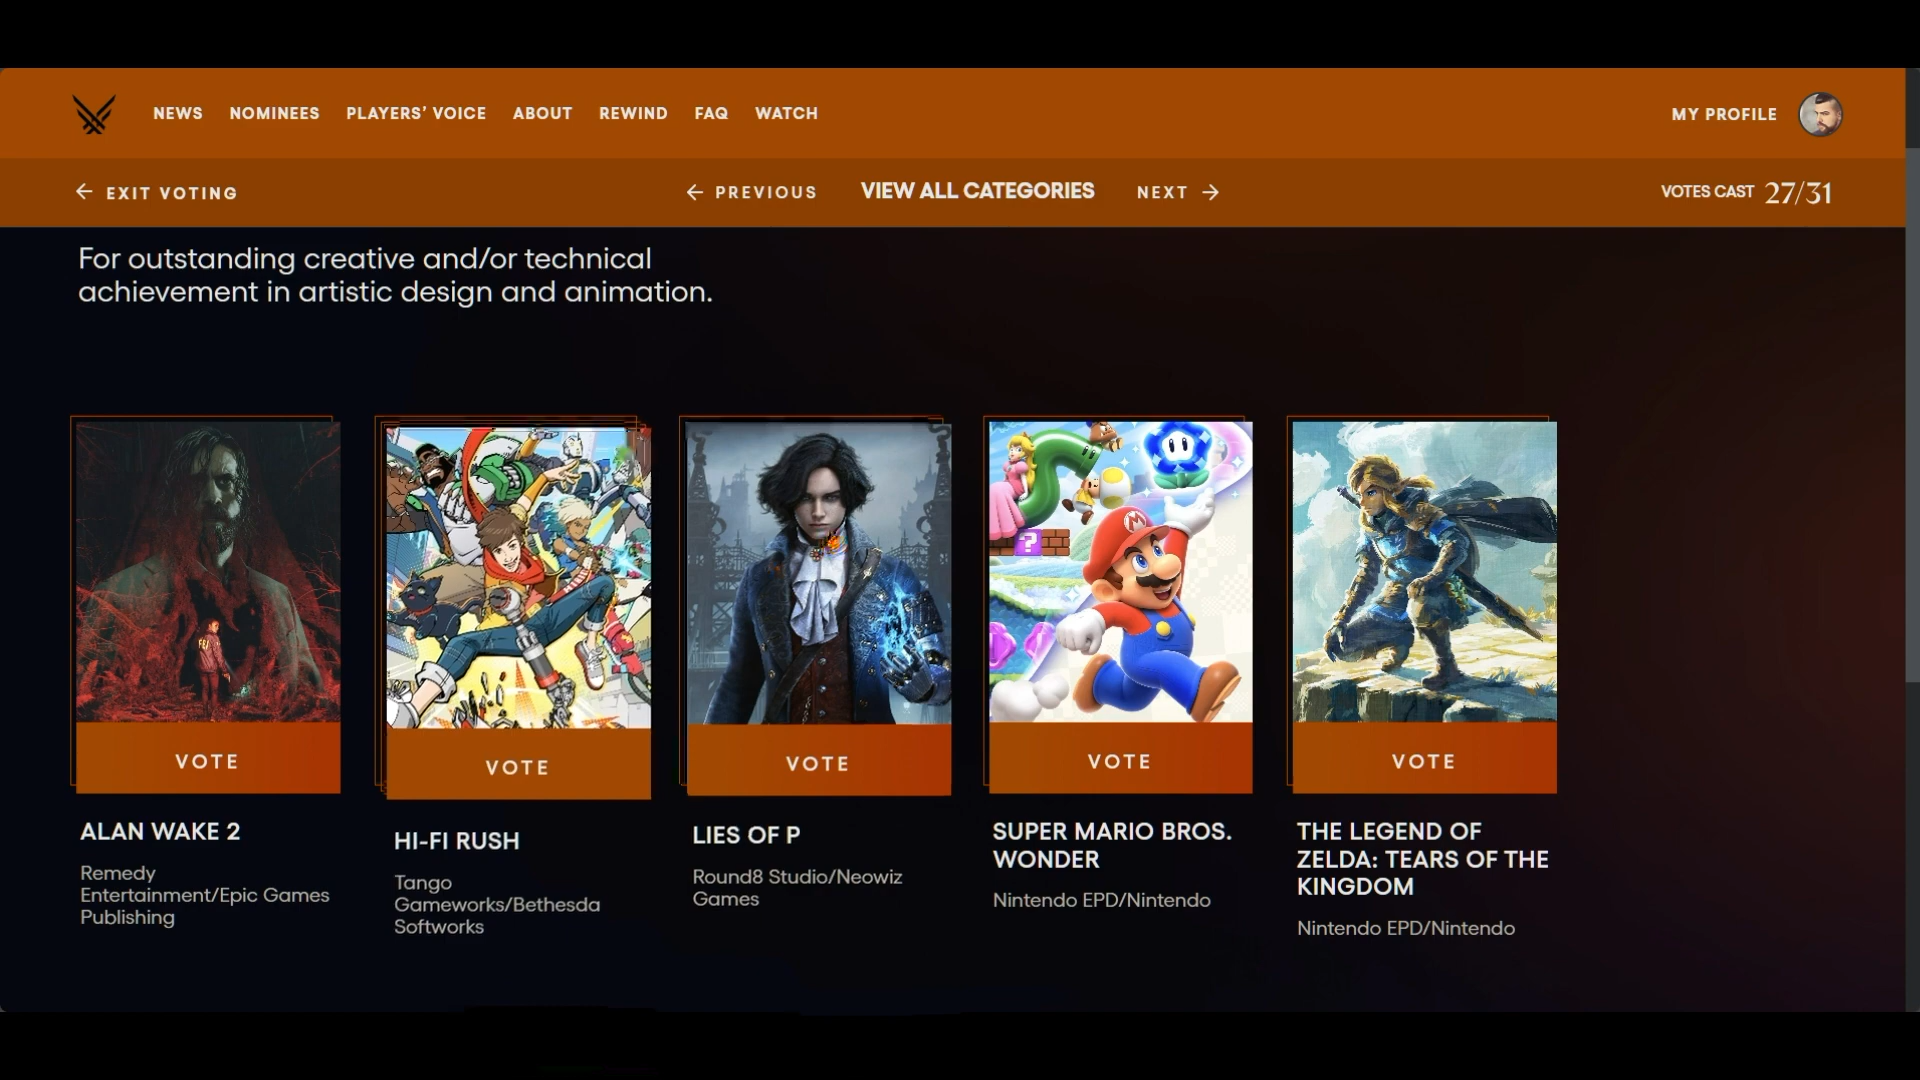 NEWS NOMINEES PLAYERS' VOICE ABOUT REWIND FAQ WATCH MY PROFILE
EXIT VOTING PREVIOUS VIEW ALL CATEGORIES NEXT VOTES CAST 27/31
For outstanding creative and/or technical
achievement in artistic design and animation.
FBI
M
?
VOTE
VOTE
VOTE
VOTE
VOTE
ALAN WAKE 2
Remedy
Entertainment/Epic Games
Publishing
HI-FI RUSH
Tango
Gameworks/Bethesda
Softworks
LIES OF P
Round8 Studio/Neowiz
Games
SUPER MARIO BROS.
WONDER
Nintendo EPD/Nintendo
THE LEGEND OF
ZELDA: TEARS OF THE
KINGDOM
Nintendo EPD/Nintendo